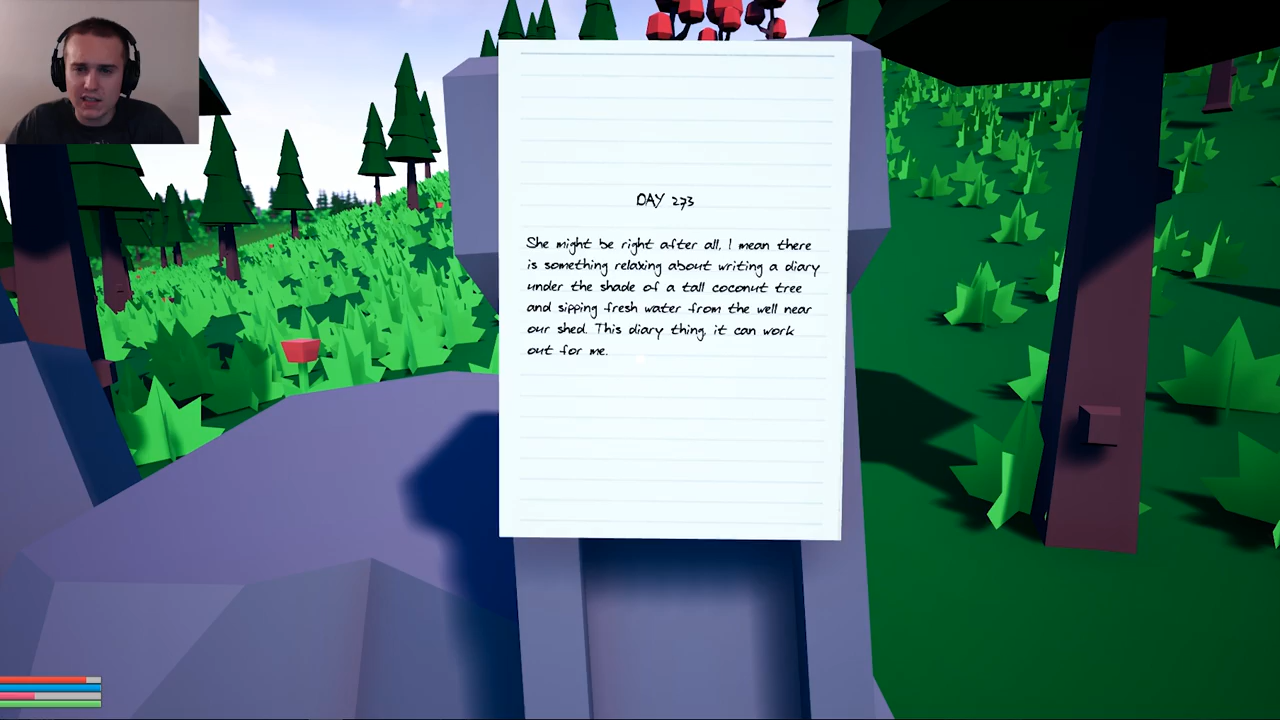 DAY 273
She might be right after all, I mean there
is something relaxing about writing a diary
under the shade of a tall coconut tree
and sipping fresh water from the well near
our shed. This diary thing, it can work
out for me.